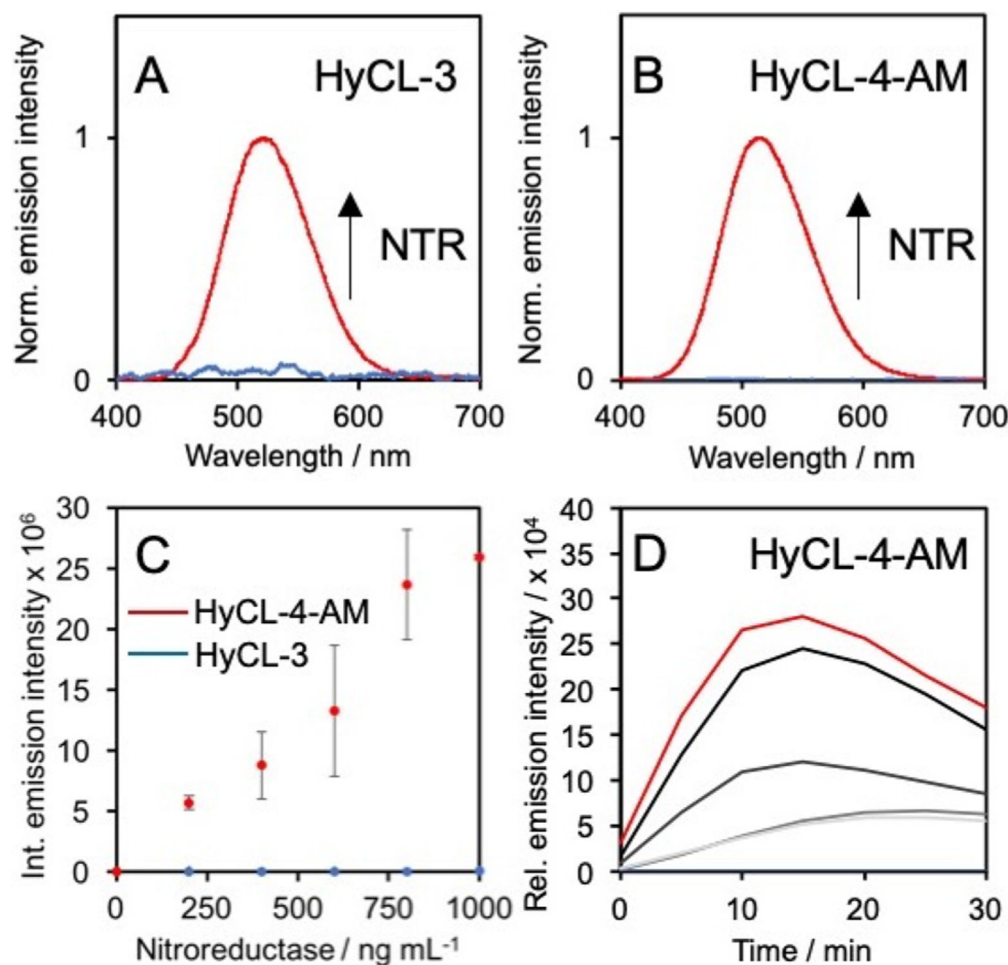 A
HyCL-3
NTR
Norm. emission intensity
1
0
400 500 600 700
Wavelength / nm
B
HyCL-4-AM
NTR
Norm. emission intensity
1
0
400 500 600 700
Wavelength / nm
C
HyCL-4-AM
HyCL-3
Int. emission intensity x 10⁶
30
25
20
15
10
5
0
0 250 500 750 1000
Nitroreductase / ng mL⁻¹
D
HyCL-4-AM
Rel. emission intensity / x 10⁴
40
35
30
25
20
15
10
5
0
0 10 20 30
Time / min